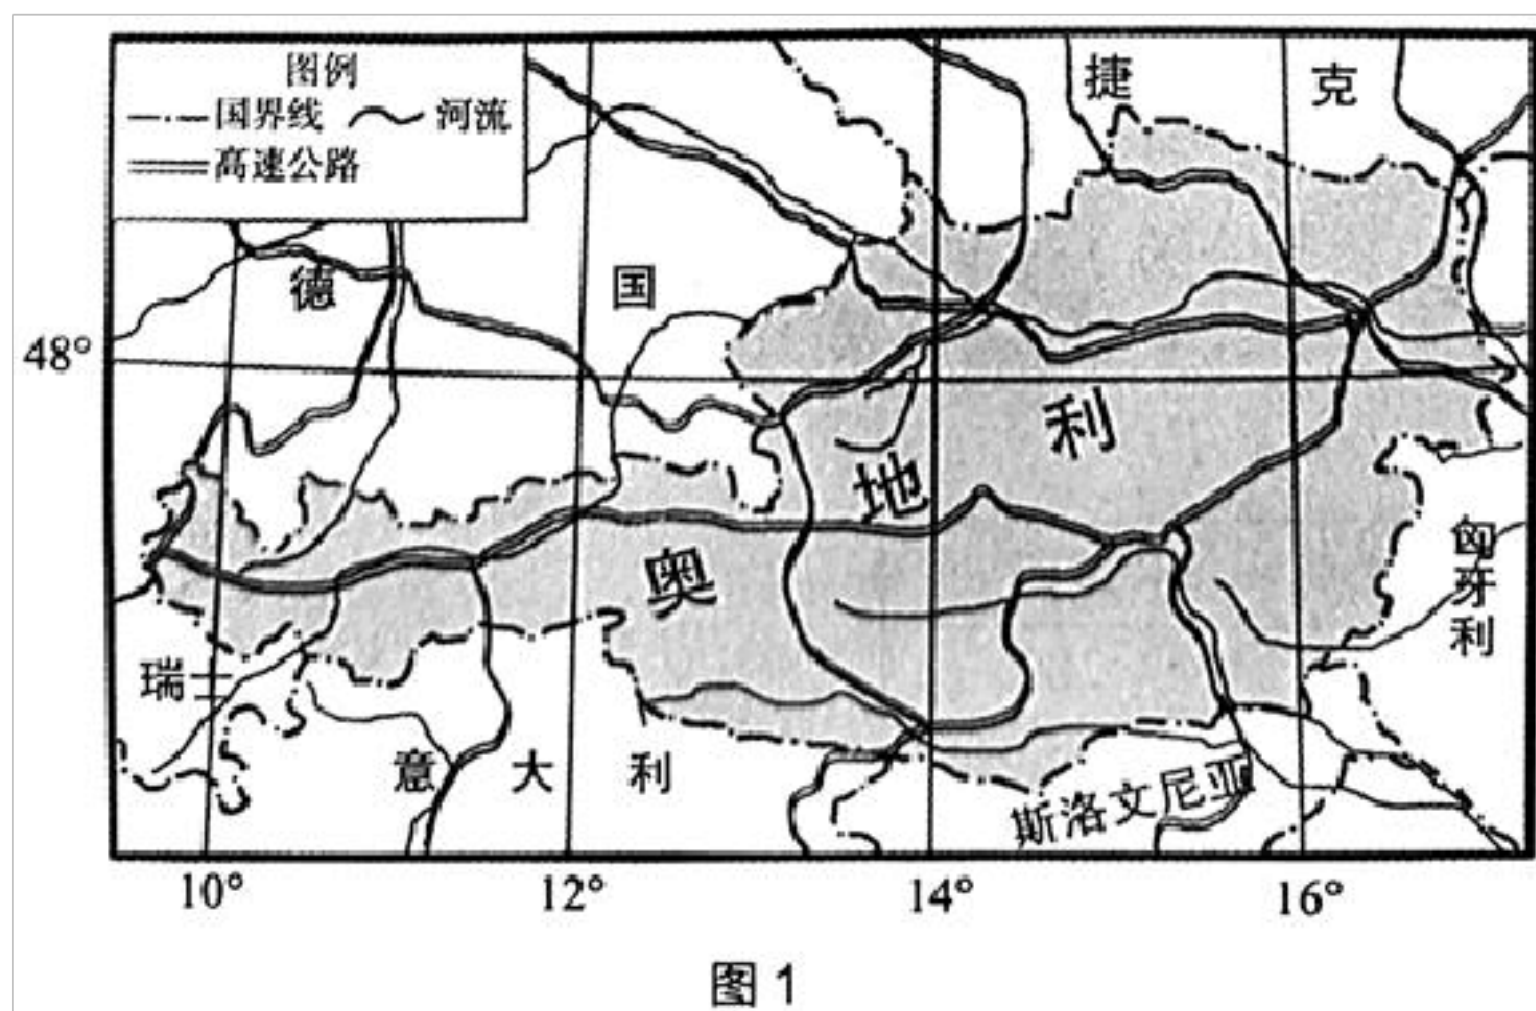 图例
国界线 河流
高速公路
捷 克
德 国
48°
利
地
奥
匈牙利
瑞士
意 大 利
斯洛文尼亚
10° 12° 14° 16°
图 1